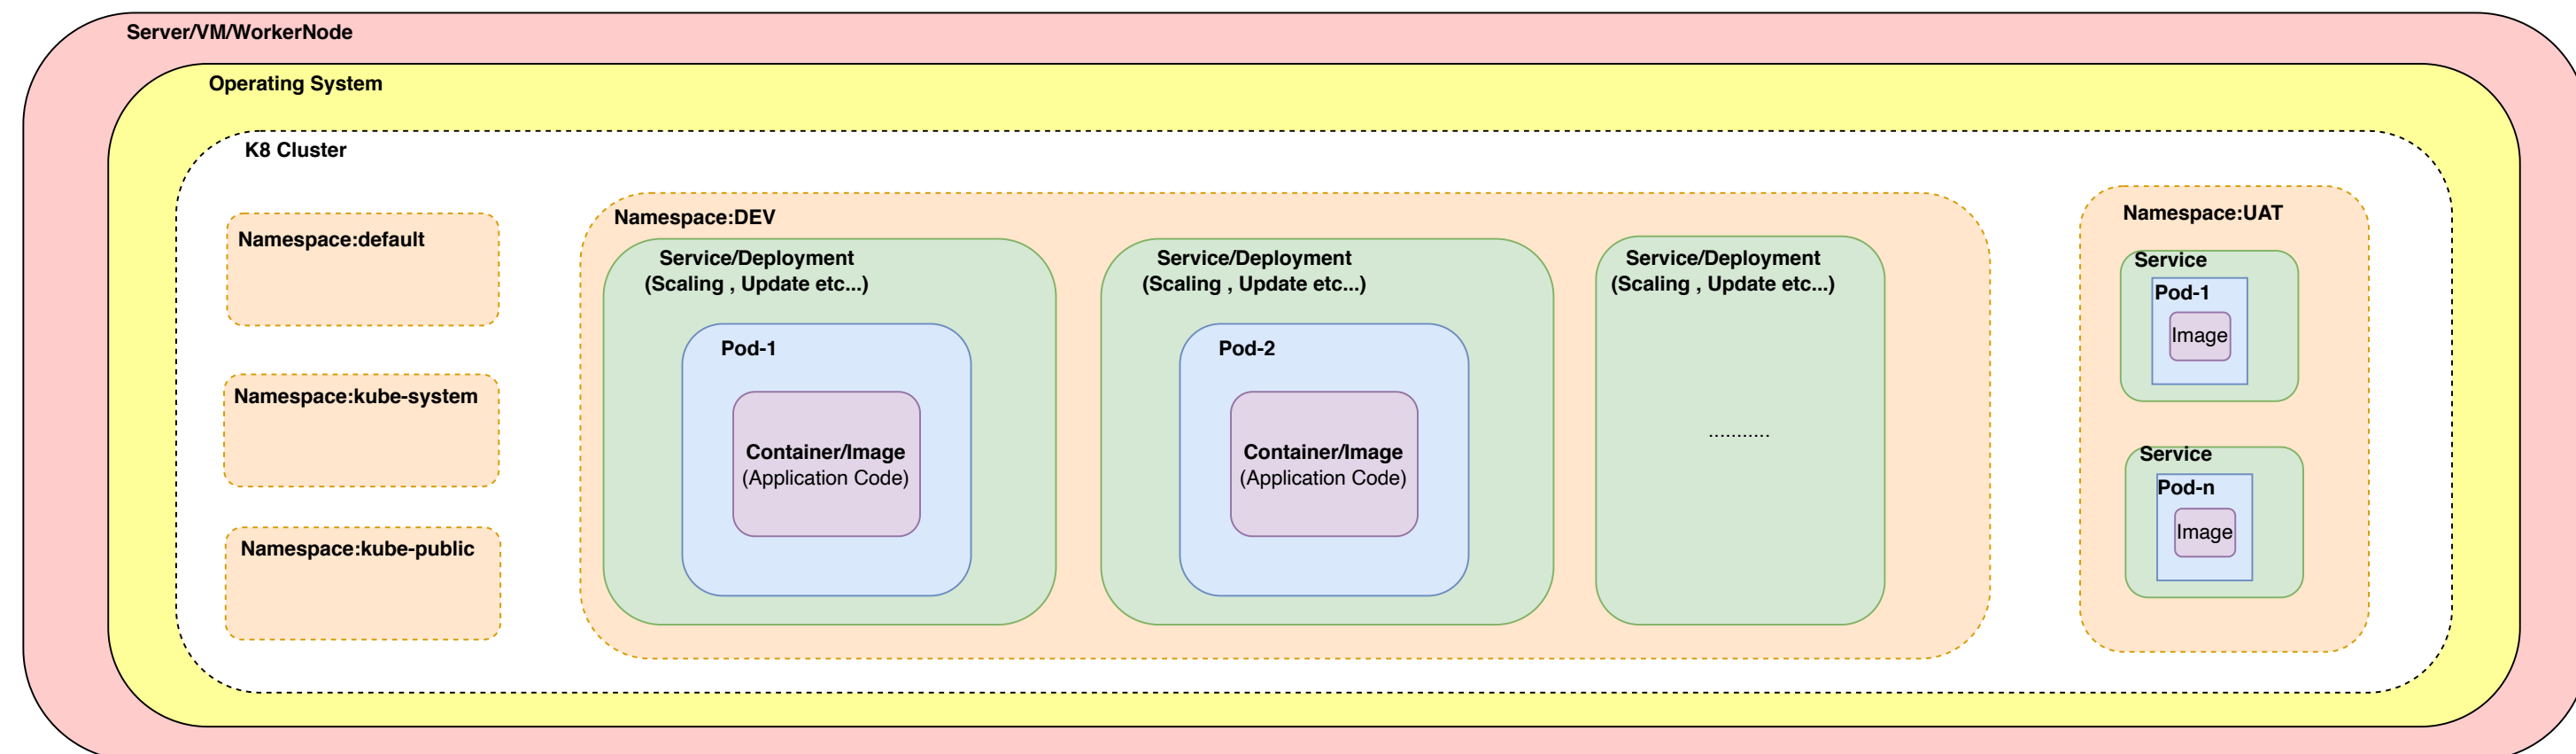 Server/VM/WorkerNode
Operating System
K8 Cluster
Namespace:default
Namespace:kube-system
Namespace:kube-public
Namespace:DEV
Service/Deployment
(Scaling , Update etc...)
Pod-1
Container/Image
(Application Code)
Service/Deployment
(Scaling , Update etc...)
Pod-2
Container/Image
(Application Code)
Service/Deployment
(Scaling , Update etc...)
...........
Namespace:UAT
Service
Pod-1
Image
Service
Pod-n
Image